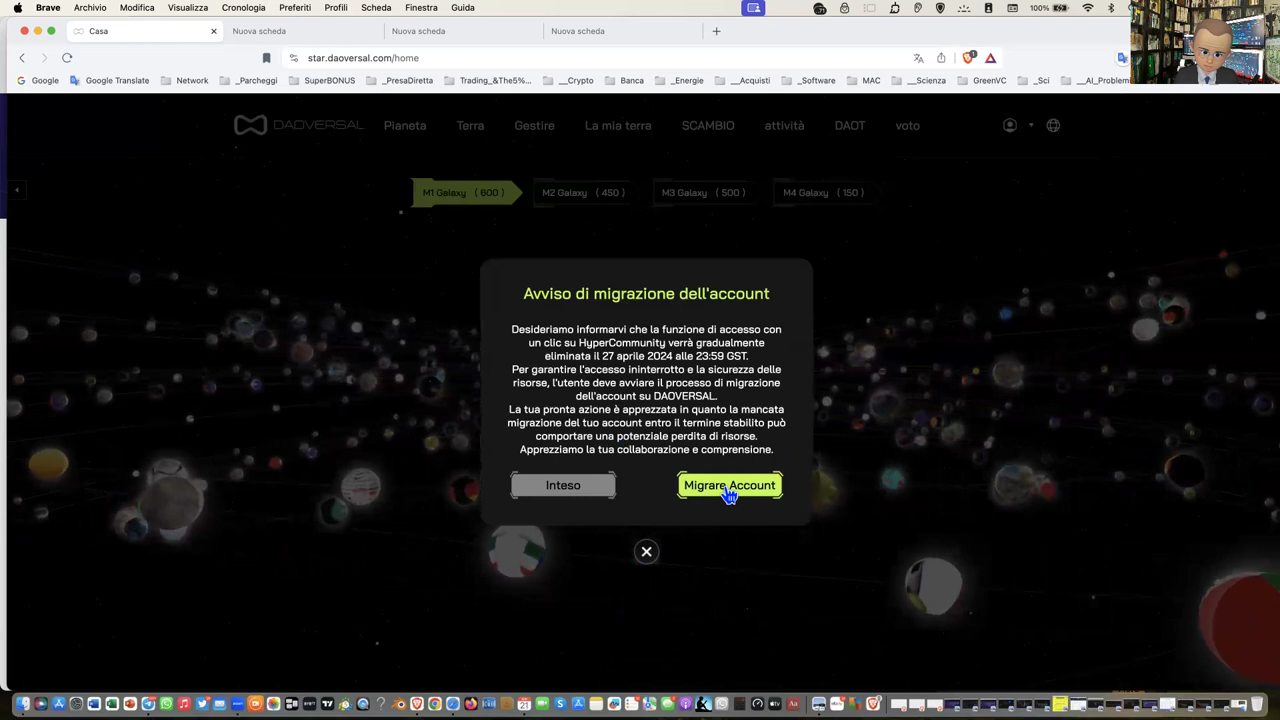 Brave Archivio Modifica Visualizza Cronologia Preferiti Profili Scheda Finestra Guida 100%
Casa Nuova scheda Nuova scheda Nuova scheda
star.daoversal.com/home
Google Google Translate Network _Parcheggi SuperBONUS _PresaDiretta Trading_&The5%... __Crypto Banca _Energie __Acquisti _Software MAC __Scienza GreenVC _Sci __AI_Problemi
DAOVERSAL Pianeta Terra Gestire La mia terra SCAMBIO attività DAOT voto
M1 Galaxy ( 600 ) M2 Galaxy ( 450 ) M3 Galaxy ( 500 ) M4 Galaxy ( 150 )
Avviso di migrazione dell'account
Desideriamo informarvi che la funzione di accesso con
un clic su HyperCommunity verrà gradualmente
eliminata il 27 aprile 2024 alle 23:59 GST.
Per garantire l'accesso ininterrotto e la sicurezza delle
risorse, l'utente deve avviare il processo di migrazione
dell'account su DAOVERSAL.
La tua pronta azione è apprezzata in quanto la mancata
migrazione del tuo account entro il termine stabilito può
comportare una potenziale perdita di risorse.
Apprezziamo la tua collaborazione e comprensione.
Inteso Migrare Account